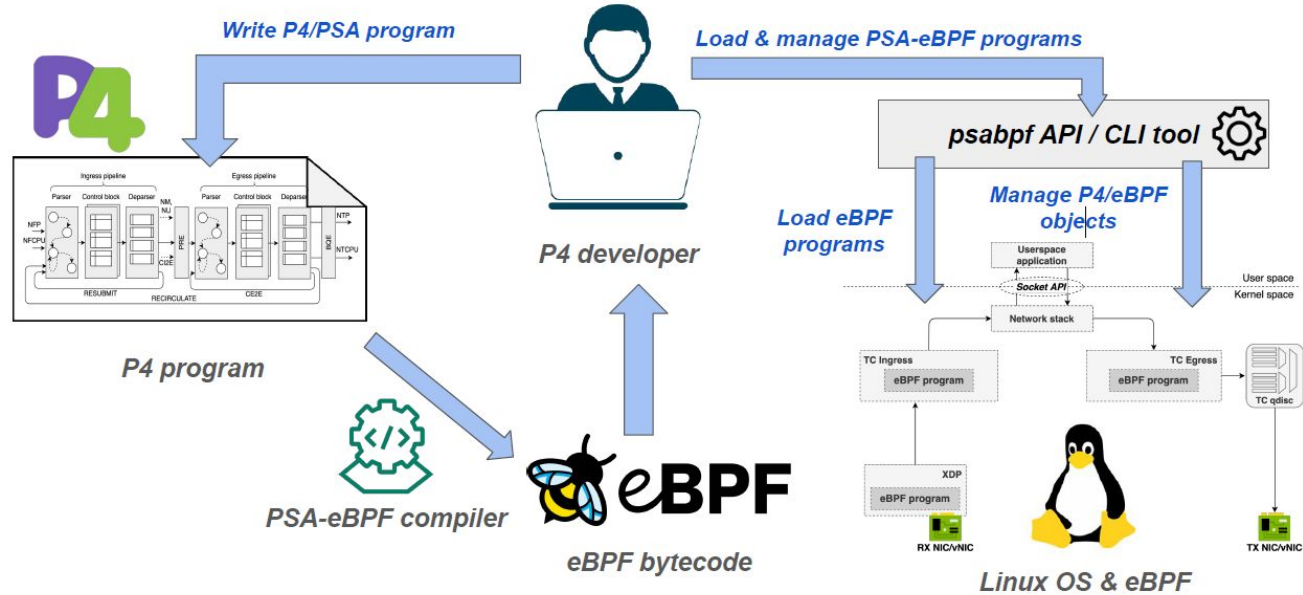 Write P4/PSA program
Load & manage PSA-eBPF programs
P4
psabpf API / CLI tool
Ingress pipeline
Egress pipeline
Parser
Control block
Deparser
NM,
NU
Parser
Control block
Deparser
NFP
NFCPU
CI2E
PRE
BQE
NTP
NTCPU
RESUBMIT
CE2E
RECIRCULATE
P4 program
P4 developer
Load eBPF
programs
Manage P4/eBPF
objects
Userspace
application
User space
Socket API
Kernel space
Network stack
TC Ingress
eBPF program
TC Egress
eBPF program
TC qdisc
XDP
eBPF program
RX NIC/vNIC
TX NIC/vNIC
</>
PSA-eBPF compiler
eBPF
eBPF bytecode
Linux OS & eBPF